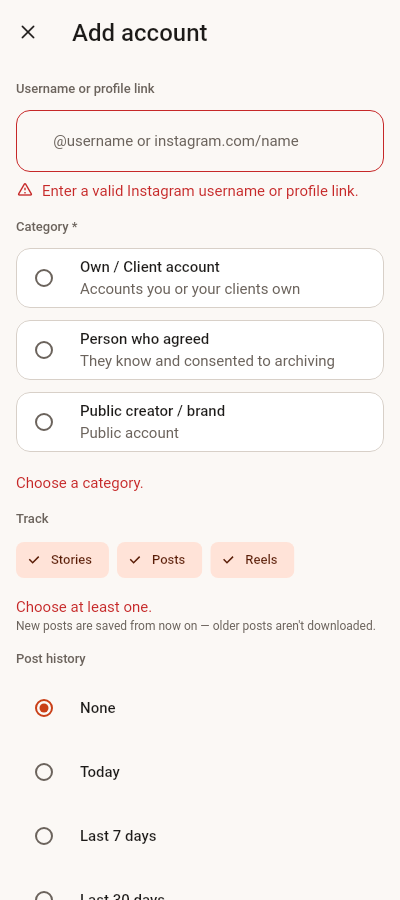 Add account
Username or profile link
@username or instagram.com/name
Enter a valid Instagram username or profile link.
Category *
Own / Client account
Accounts you or your clients own
Person who agreed
They know and consented to archiving
Public creator / brand
Public account
Choose a category.
Track
Stories Posts Reels
Choose at least one.
New posts are saved from now on — older posts aren't downloaded.
Post history
None
Today
Last 7 days
Last 30 days